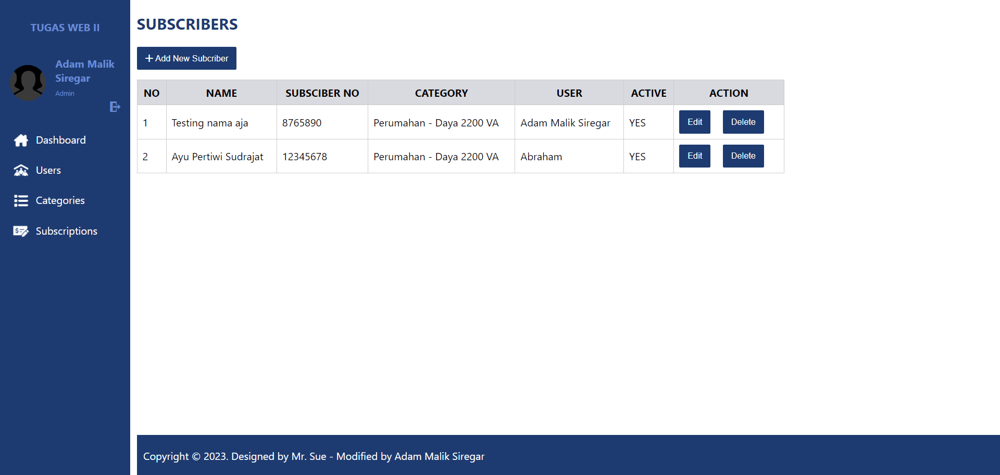 TUGAS WEB II
Adam Malik
Siregar
Admin
Dashboard
Users
Categories
Subscriptions
SUBSCRIBERS
Add New Subcriber
NO NAME SUBSCIBER NO CATEGORY USER ACTIVE ACTION
1 Testing nama aja 8765890 Perumahan - Daya 2200 VA Adam Malik Siregar YES Edit Delete
2 Ayu Pertiwi Sudrajat 12345678 Perumahan - Daya 2200 VA Abraham YES Edit Delete
Copyright © 2023. Designed by Mr. Sue - Modified by Adam Malik Siregar